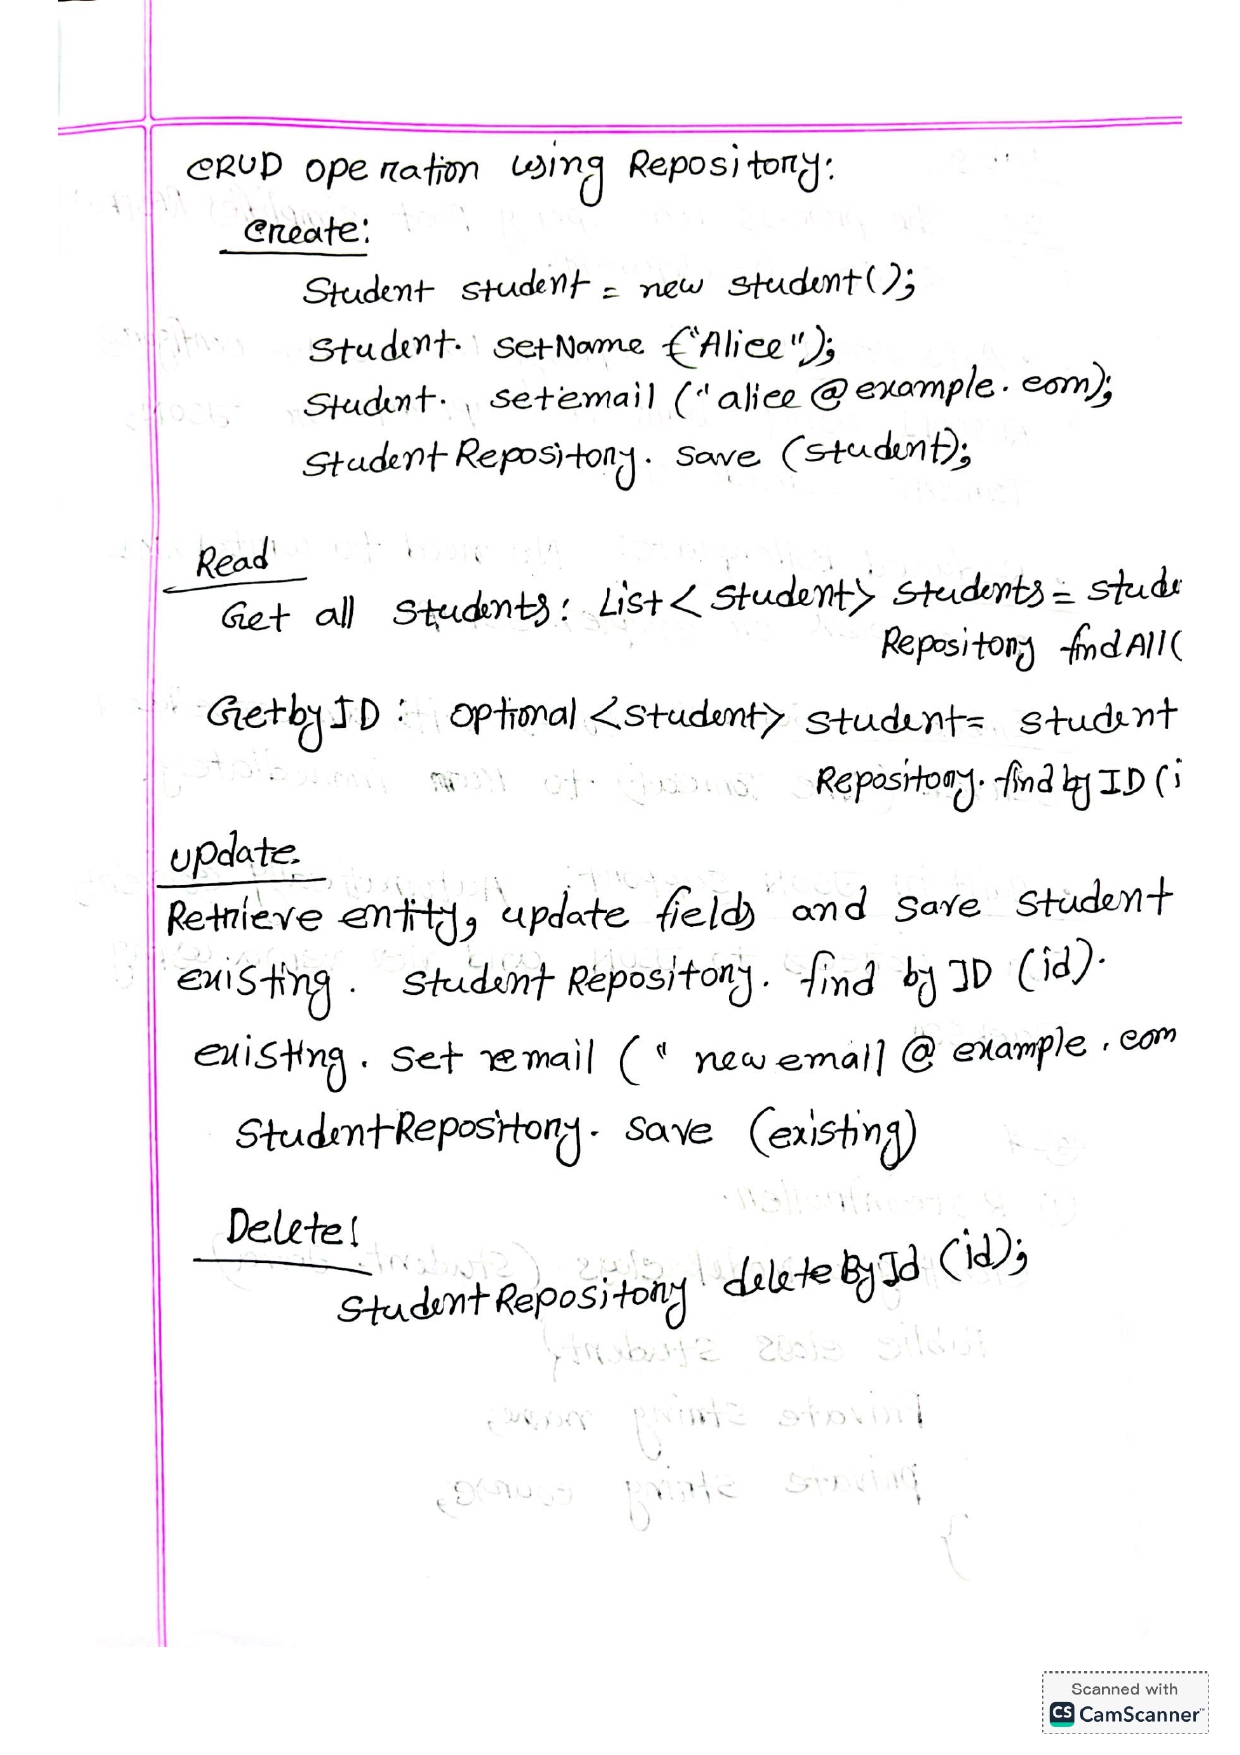 CRUD operation using Repository:
Create:
Student student = new student();
Student. setName ("Alice");
Student. setemail ("alice@example.com);
StudentRepository. save (student);
Read
Get all students: List<student> students = stude
Repository findAll(
GetbyID: optional <student> student= student
Repository. find by ID (i
update.
Retrieve entity, update fields and save student
existing. studentRepository. find by ID (id).
existing. set email (" newemail @ example.com
StudentRepository. save (existing)
Delete!
StudentRepository deleteById (id);
Scanned with
CS CamScanner